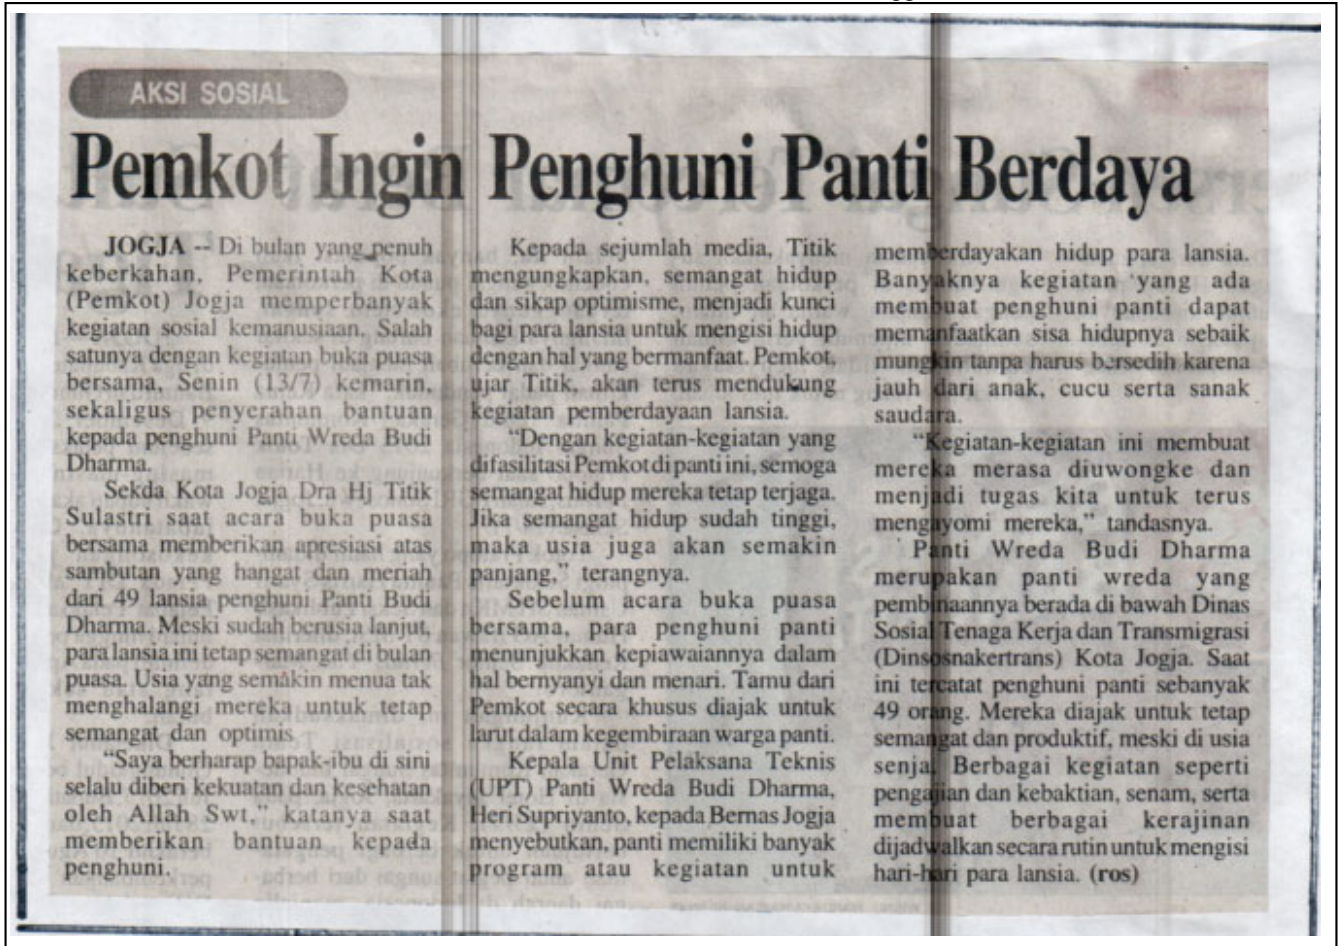 AKSI SOSIAL
Pemkot Ingin Penghuni Panti Berdaya
JOGJA -- Di bulan yang penuh
keberkahan, Pemerintah Kota
(Pemkot) Jogja memperbanyak
kegiatan sosial kemanusiaan. Salah
satunya dengan kegiatan buka puasa
bersama, Senin (13/7) kemarin,
sekaligus penyerahan bantuan
kepada penghuni Panti Wreda Budi
Dharma.
Sekda Kota Jogja Dra Hj Titik
Sulastri saat acara buka puasa
bersama memberikan apresiasi atas
sambutan yang hangat dan meriah
dari 49 lansia penghuni Panti Budi
Dharma. Meski sudah berusia lanjut,
para lansia ini tetap semangat di bulan
puasa. Usia yang semakin menua tak
menghalangi mereka untuk tetap
semangat dan optimis
“Saya berharap bapak-ibu di sini
selalu diberi kekuatan dan kesehatan
oleh Allah Swt,” katanya saat
memberikan bantuan kepada
penghuni.
Kepada sejumlah media, Titik
mengungkapkan, semangat hidup
dan sikap optimisme, menjadi kunci
bagi para lansia untuk mengisi hidup
dengan hal yang bermanfaat. Pemkot,
ujar Titik, akan terus mendukung
kegiatan pemberdayaan lansia.
“Dengan kegiatan-kegiatan yang
difasilitasi Pemkot di panti ini, semoga
semangat hidup mereka tetap terjaga.
Jika semangat hidup sudah tinggi,
maka usia juga akan semakin
panjang,” terangnya.
Sebelum acara buka puasa
bersama, para penghuni panti
menunjukkan kepiawaiannya dalam
hal bernyanyi dan menari. Tamu dari
Pemkot secara khusus diajak untuk
larut dalam kegembiraan warga panti.
Kepala Unit Pelaksana Teknis
(UPT) Panti Wreda Budi Dharma,
Heri Supriyanto, kepada Bernas Jogja
menyebutkan, panti memiliki banyak
program atau kegiatan untuk
memberdayakan hidup para lansia.
Banyaknya kegiatan yang ada
membuat penghuni panti dapat
memanfaatkan sisa hidupnya sebaik
mungkin tanpa harus bersedih karena
jauh dari anak, cucu serta sanak
saudara.
“Kegiatan-kegiatan ini membuat
mereka merasa diuwongke dan
menjadi tugas kita untuk terus
mengayomi mereka,” tandasnya.
Panti Wreda Budi Dharma
merupakan panti wreda yang
pembinaannya berada di bawah Dinas
Sosial Tenaga Kerja dan Transmigrasi
(Dinsosnakertrans) Kota Jogja. Saat
ini tercatat penghuni panti sebanyak
49 orang. Mereka diajak untuk tetap
semangat dan produktif, meski di usia
senja. Berbagai kegiatan seperti
pengajian dan kebaktian, senam, serta
membuat berbagai kerajinan
dijadwalkan secara rutin untuk mengisi
hari-hari para lansia. (ros)